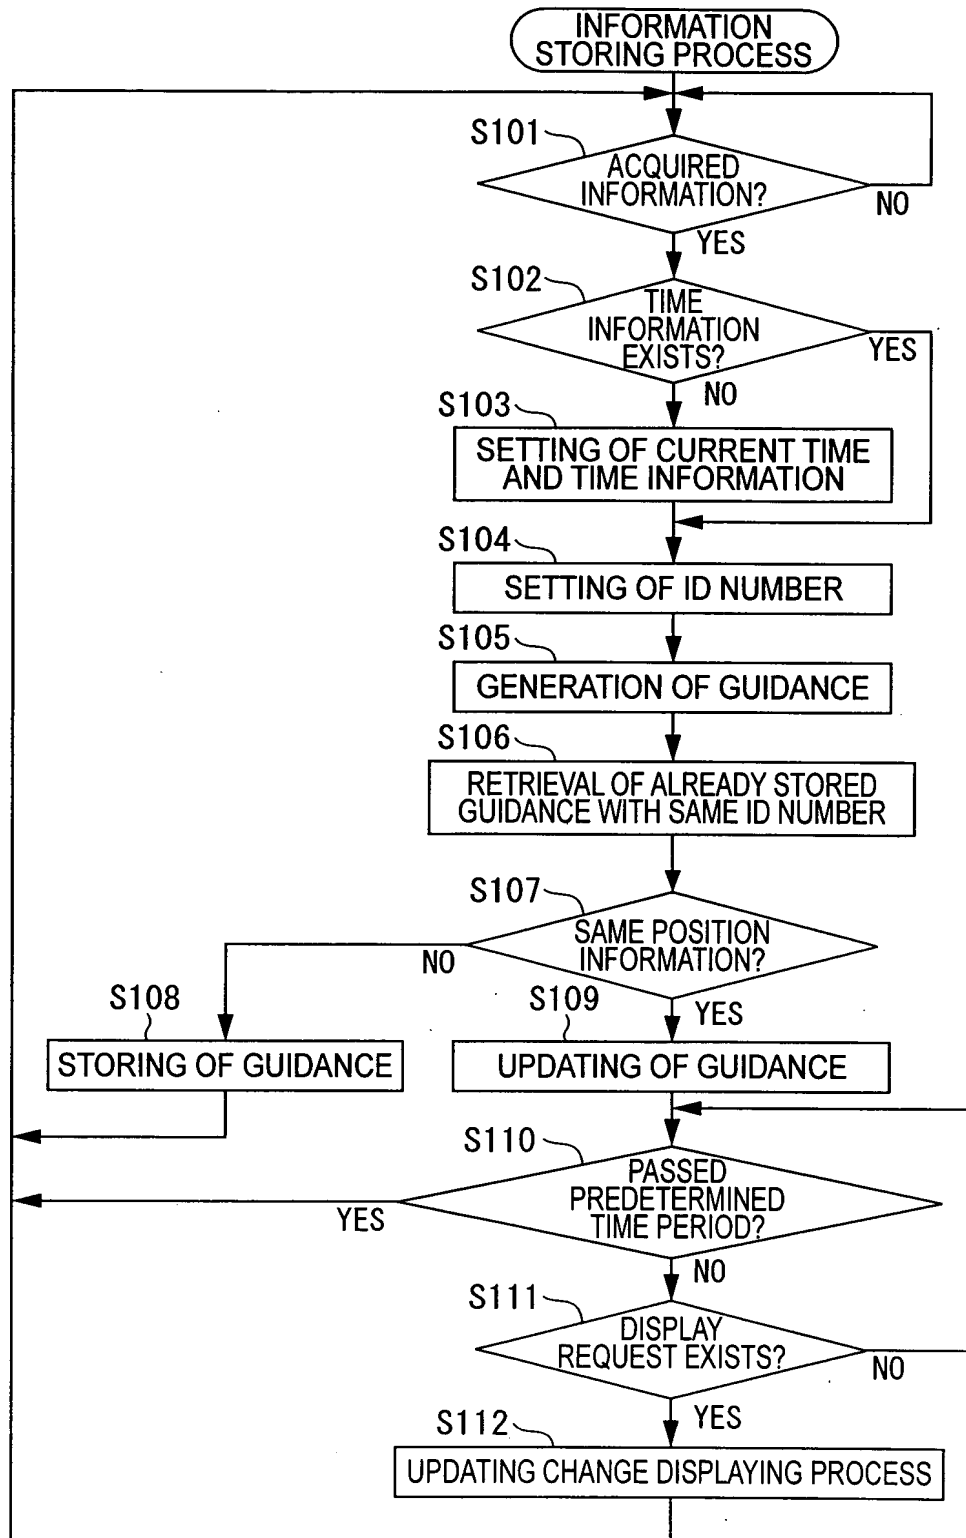 INFORMATION
STORING PROCESS
S101
ACQUIRED
INFORMATION?
NO
YES
S102
TIME
INFORMATION
EXISTS?
YES
NO
S103
SETTING OF CURRENT TIME
AND TIME INFORMATION
S104
SETTING OF ID NUMBER
S105
GENERATION OF GUIDANCE
S106
RETRIEVAL OF ALREADY STORED
GUIDANCE WITH SAME ID NUMBER
S107
SAME POSITION
INFORMATION?
NO
YES
S108
STORING OF GUIDANCE
S109
UPDATING OF GUIDANCE
S110
PASSED
PREDETERMINED
TIME PERIOD?
YES
NO
S111
DISPLAY
REQUEST EXISTS?
NO
YES
S112
UPDATING CHANGE DISPLAYING PROCESS